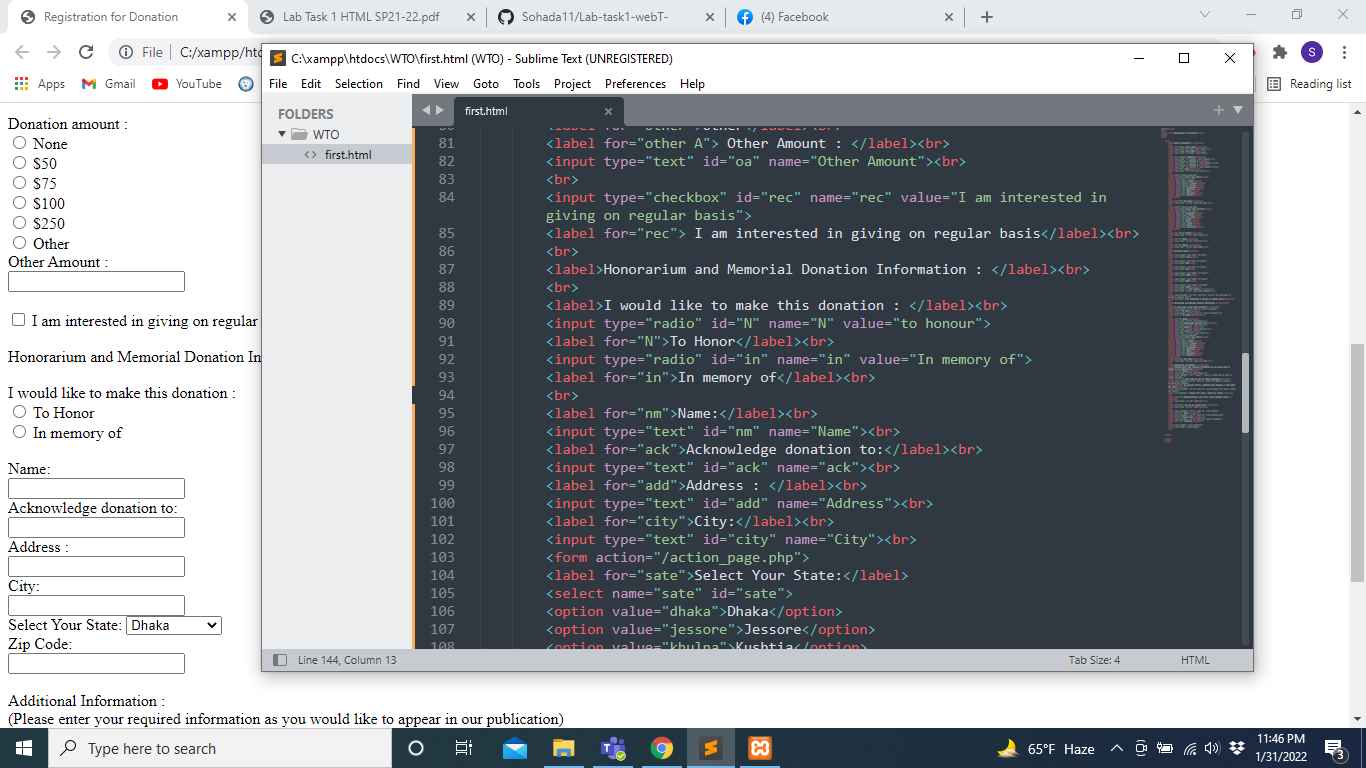 Registration for Donation
Lab Task 1 HTML SP21-22.pdf
Sohada11/Lab-task1-webT-
(4) Facebook
File
C:/xampp/htdo
S
Apps
Gmail
YouTube
Reading list
Donation amount :
None
$50
$75
$100
$250
Other
Other Amount :
I am interested in giving on regular
Honorarium and Memorial Donation In
I would like to make this donation :
To Honor
In memory of
Name:
Acknowledge donation to:
Address :
City:
Select Your State: Dhaka
Zip Code:
Additional Information :
(Please enter your required information as you would like to appear in our publication)
C:\xampp\htdocs\WTO\first.html (WTO) - Sublime Text (UNREGISTERED)
File Edit Selection Find View Goto Tools Project Preferences Help
FOLDERS
WTO
<> first.html
first.html
80 <label for="other">Other</label><br>
81 <label for="other A"> Other Amount : </label><br>
82 <input type="text" id="oa" name="Other Amount"><br>
83 <br>
84 <input type="checkbox" id="rec" name="rec" value="I am interested in
giving on regular basis">
85 <label for="rec"> I am interested in giving on regular basis</label><br>
86 <br>
87 <label>Honorarium and Memorial Donation Information : </label><br>
88 <br>
89 <label>I would like to make this donation : </label><br>
90 <input type="radio" id="N" name="N" value="to honour">
91 <label for="N">To Honor</label><br>
92 <input type="radio" id="in" name="in" value="In memory of">
93 <label for="in">In memory of</label><br>
94 <br>
95 <label for="nm">Name:</label><br>
96 <input type="text" id="nm" name="Name"><br>
97 <label for="ack">Acknowledge donation to:</label><br>
98 <input type="text" id="ack" name="ack"><br>
99 <label for="add">Address : </label><br>
100 <input type="text" id="add" name="Address"><br>
101 <label for="city">City:</label><br>
102 <input type="text" id="city" name="City"><br>
103 <form action="/action_page.php">
104 <label for="sate">Select Your State:</label>
105 <select name="sate" id="sate">
106 <option value="dhaka">Dhaka</option>
107 <option value="jessore">Jessore</option>
108 <option value="khulna">Kushtia</option>
Line 144, Column 13
Tab Size: 4
HTML
Type here to search
65°F Haze
11:46 PM
1/31/2022
3